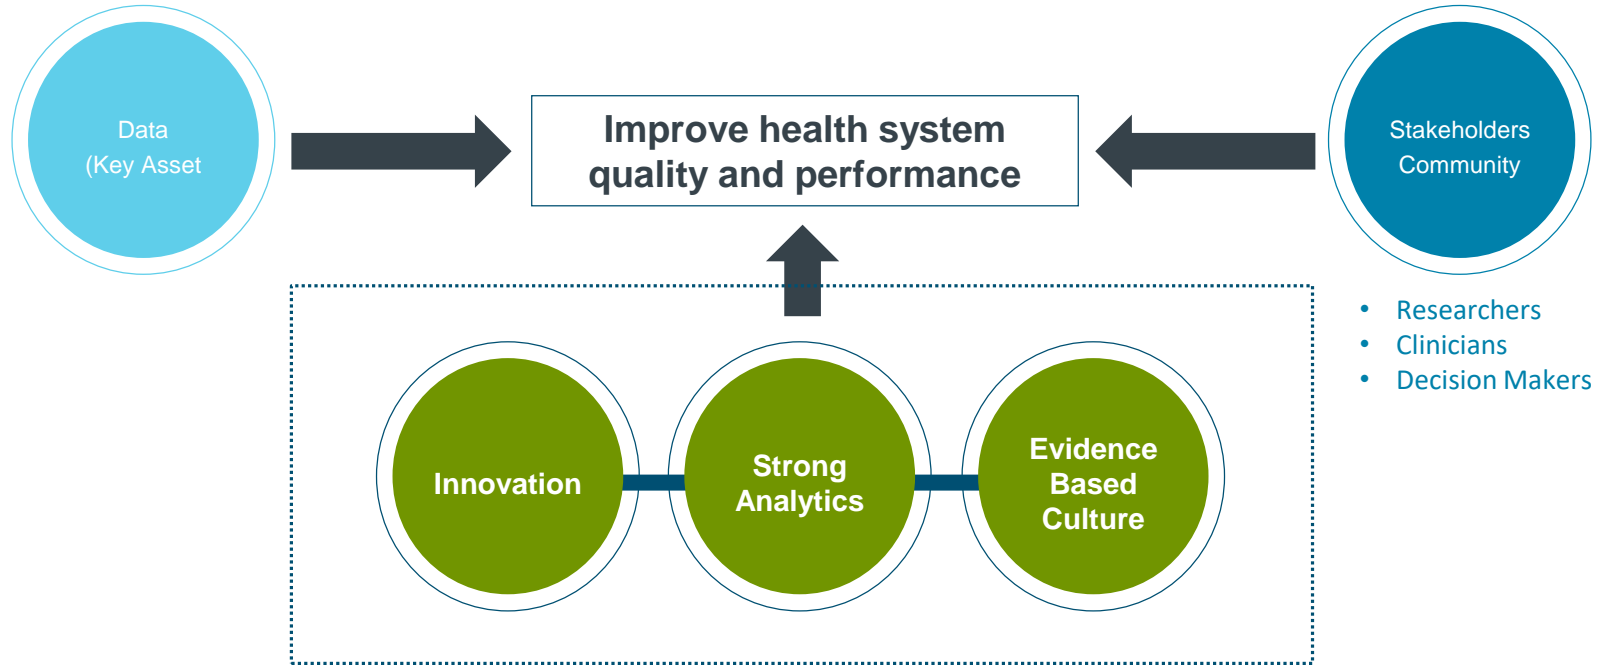 Data
(Key Asset
Improve health system
quality and performance
Stakeholders
Community
• Researchers
• Clinicians
• Decision Makers
Innovation
Strong
Analytics
Evidence
Based
Culture